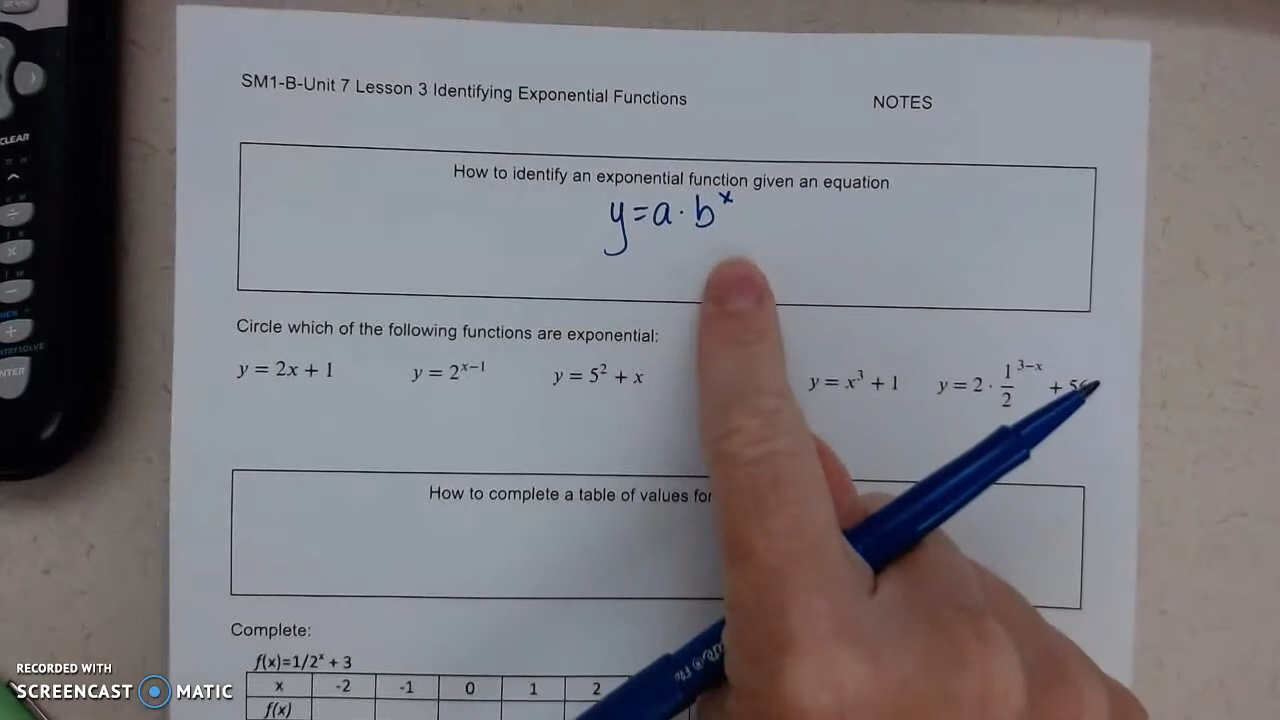 SM1-B-Unit 7 Lesson 3 Identifying Exponential Functions NOTES
How to identify an exponential function given an equation
y=a·b^x
Circle which of the following functions are exponential:
y = 2x + 1 y = 2^{x−1} y = 5² + x y = x³ + 1 y = 2 · 1/2^{3−x} + 5
How to complete a table of values for
Complete:
f(x)=1/2^x + 3
x -2 -1 0 1 2
f(x)
CLEAR
RECORDED WITH
SCREENCAST MATIC